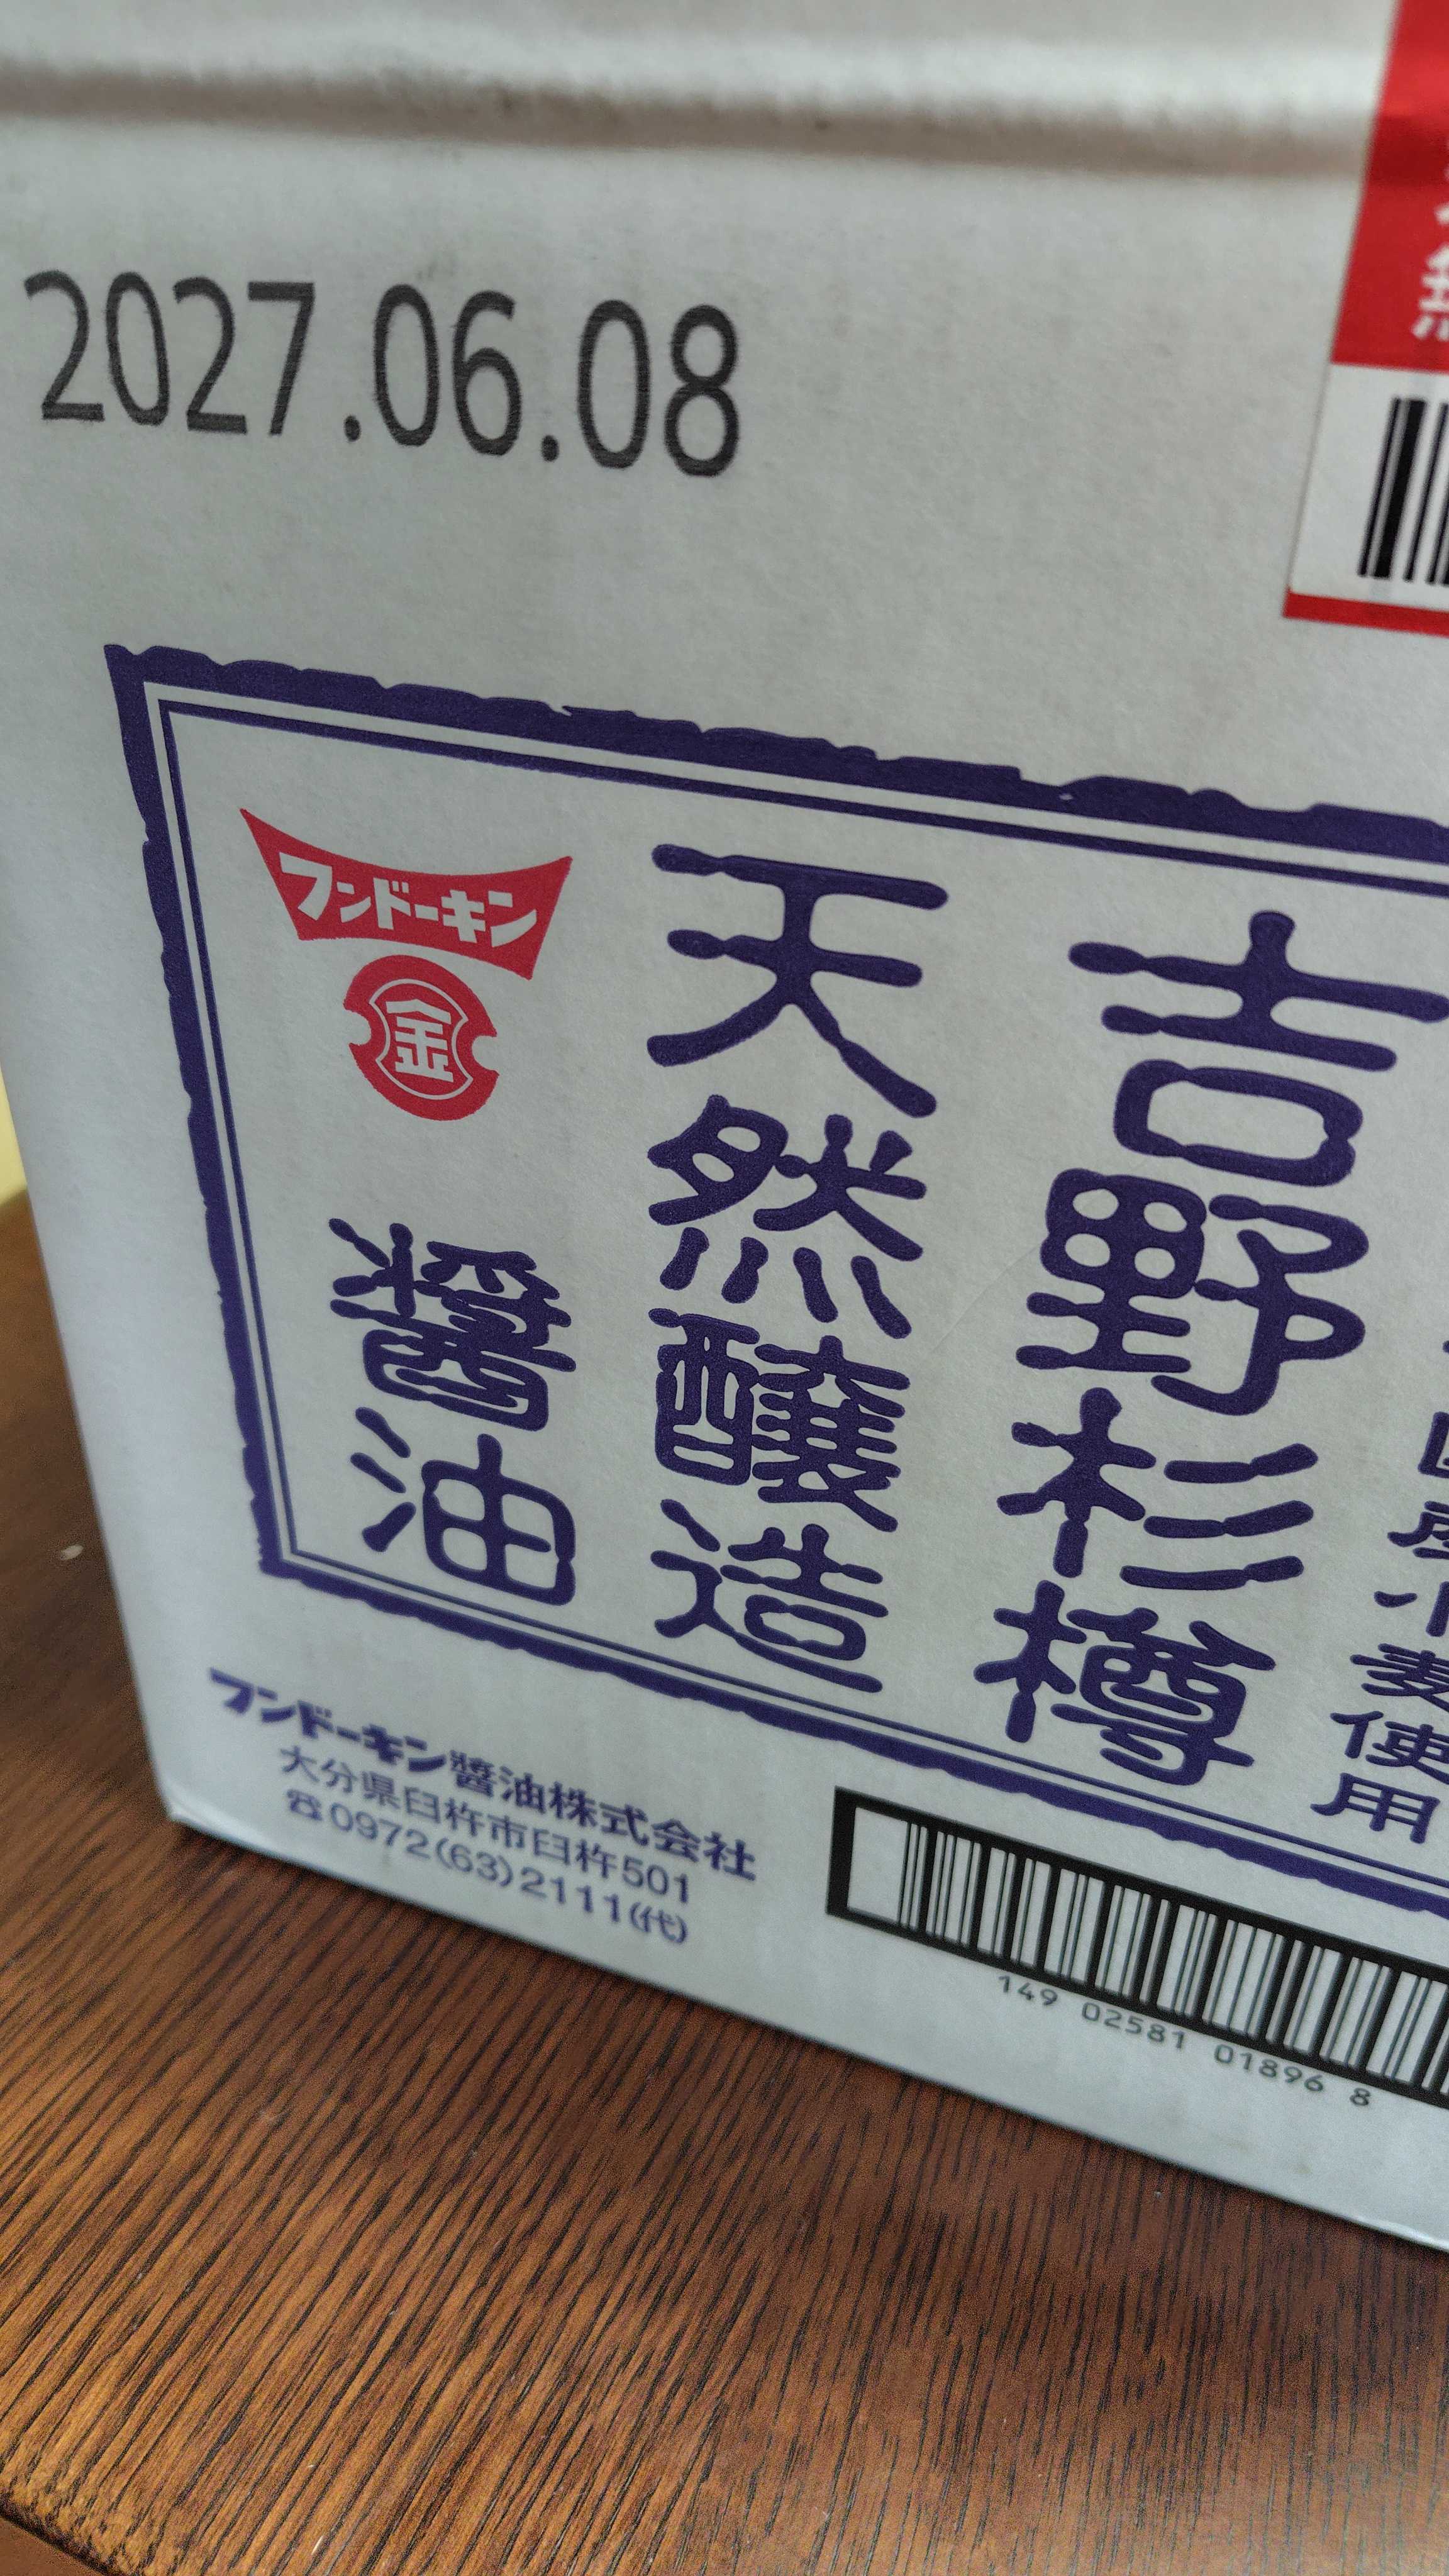 2027.06.08
吉野杉樽
天然醸造
フンドーキン
金
醤油
小麦使用
フンドーキン醤油株式会社
大分県臼杵市臼杵501
☎0972(63)2111(代)
149 02581 01896 8